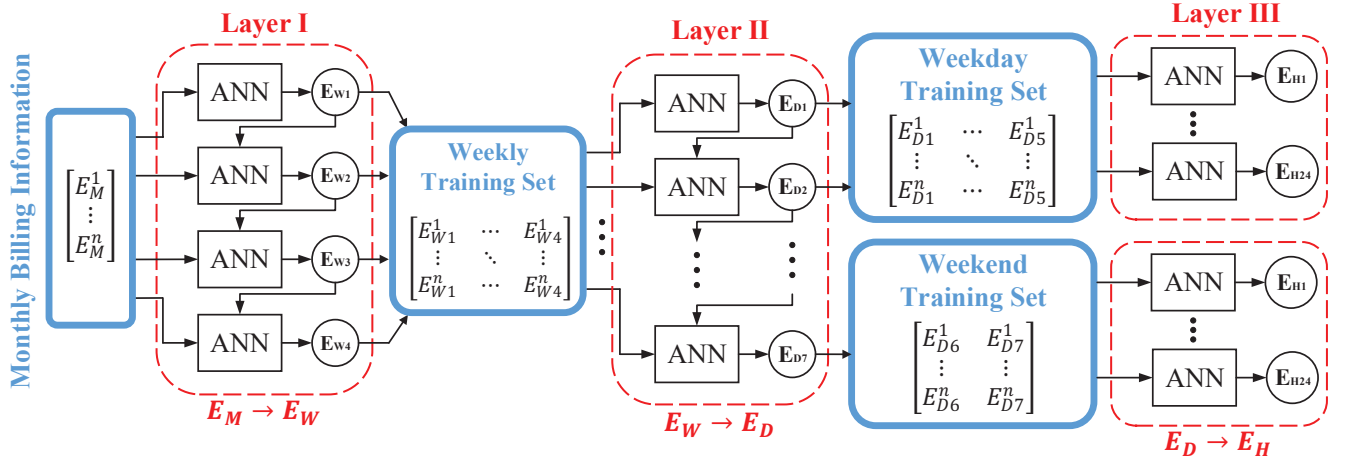 Monthly Billing Information
[E_M^1
⋮
E_M^n]
Layer I
ANN
E_W1
ANN
E_W2
ANN
E_W3
ANN
E_W4
E_M → E_W
Weekly
Training Set
[E_W1^1 ⋯ E_W4^1
⋮ ⋱ ⋮
E_W1^n ⋯ E_W4^n]
Layer II
ANN
E_D1
ANN
E_D2
ANN
E_D7
E_W → E_D
Weekday
Training Set
[E_D1^1 ⋯ E_D5^1
⋮ ⋱ ⋮
E_D1^n ⋯ E_D5^n]
Weekend
Training Set
[E_D6^1 E_D7^1
⋮ ⋮
E_D6^n E_D7^n]
Layer III
ANN
E_H1
ANN
E_H24
ANN
E_H1
ANN
E_H24
E_D → E_H